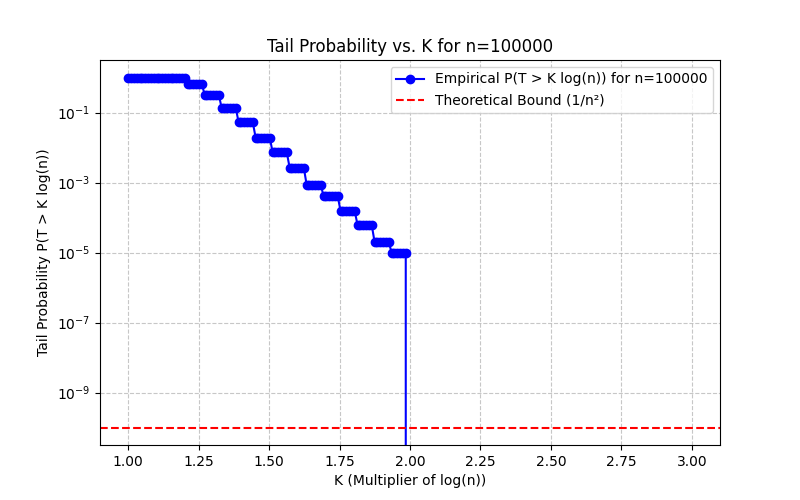 Tail Probability vs. K for n=100000
Empirical P(T > K log(n)) for n=100000
Theoretical Bound (1/n²)
Tail Probability P(T > K log(n))
10⁻¹
10⁻³
10⁻⁵
10⁻⁷
10⁻⁹
1.00 1.25 1.50 1.75 2.00 2.25 2.50 2.75 3.00
K (Multiplier of log(n))